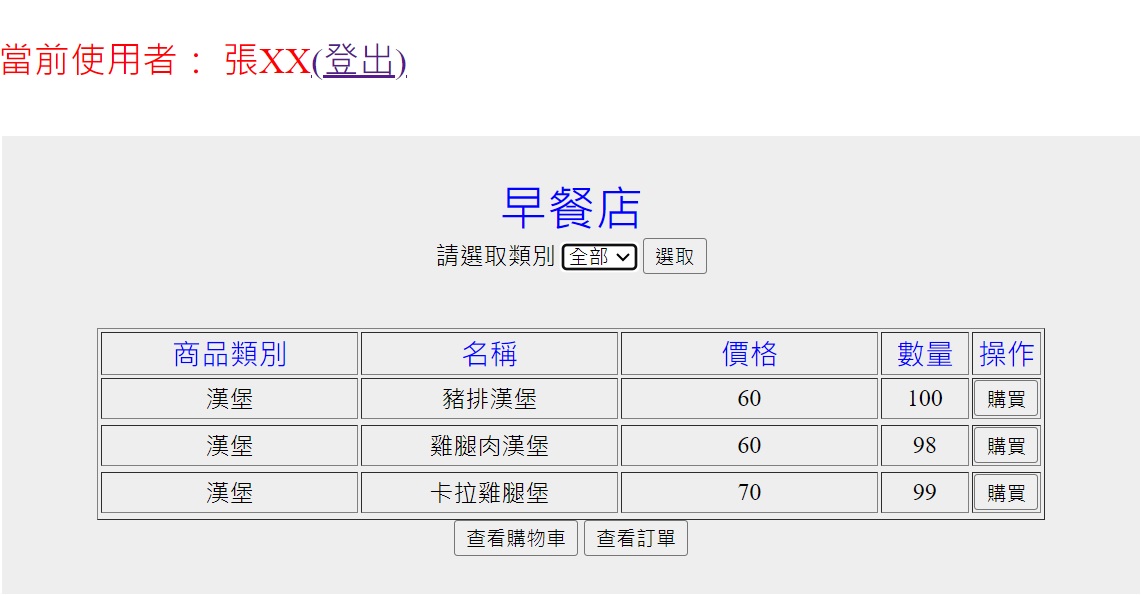 當前使用者： 張XX(登出)
早餐店
請選取類別 全部 選取
商品類別 名稱 價格 數量 操作
漢堡 豬排漢堡 60 100 購買
漢堡 雞腿肉漢堡 60 98 購買
漢堡 卡拉雞腿堡 70 99 購買
查看購物車 查看訂單